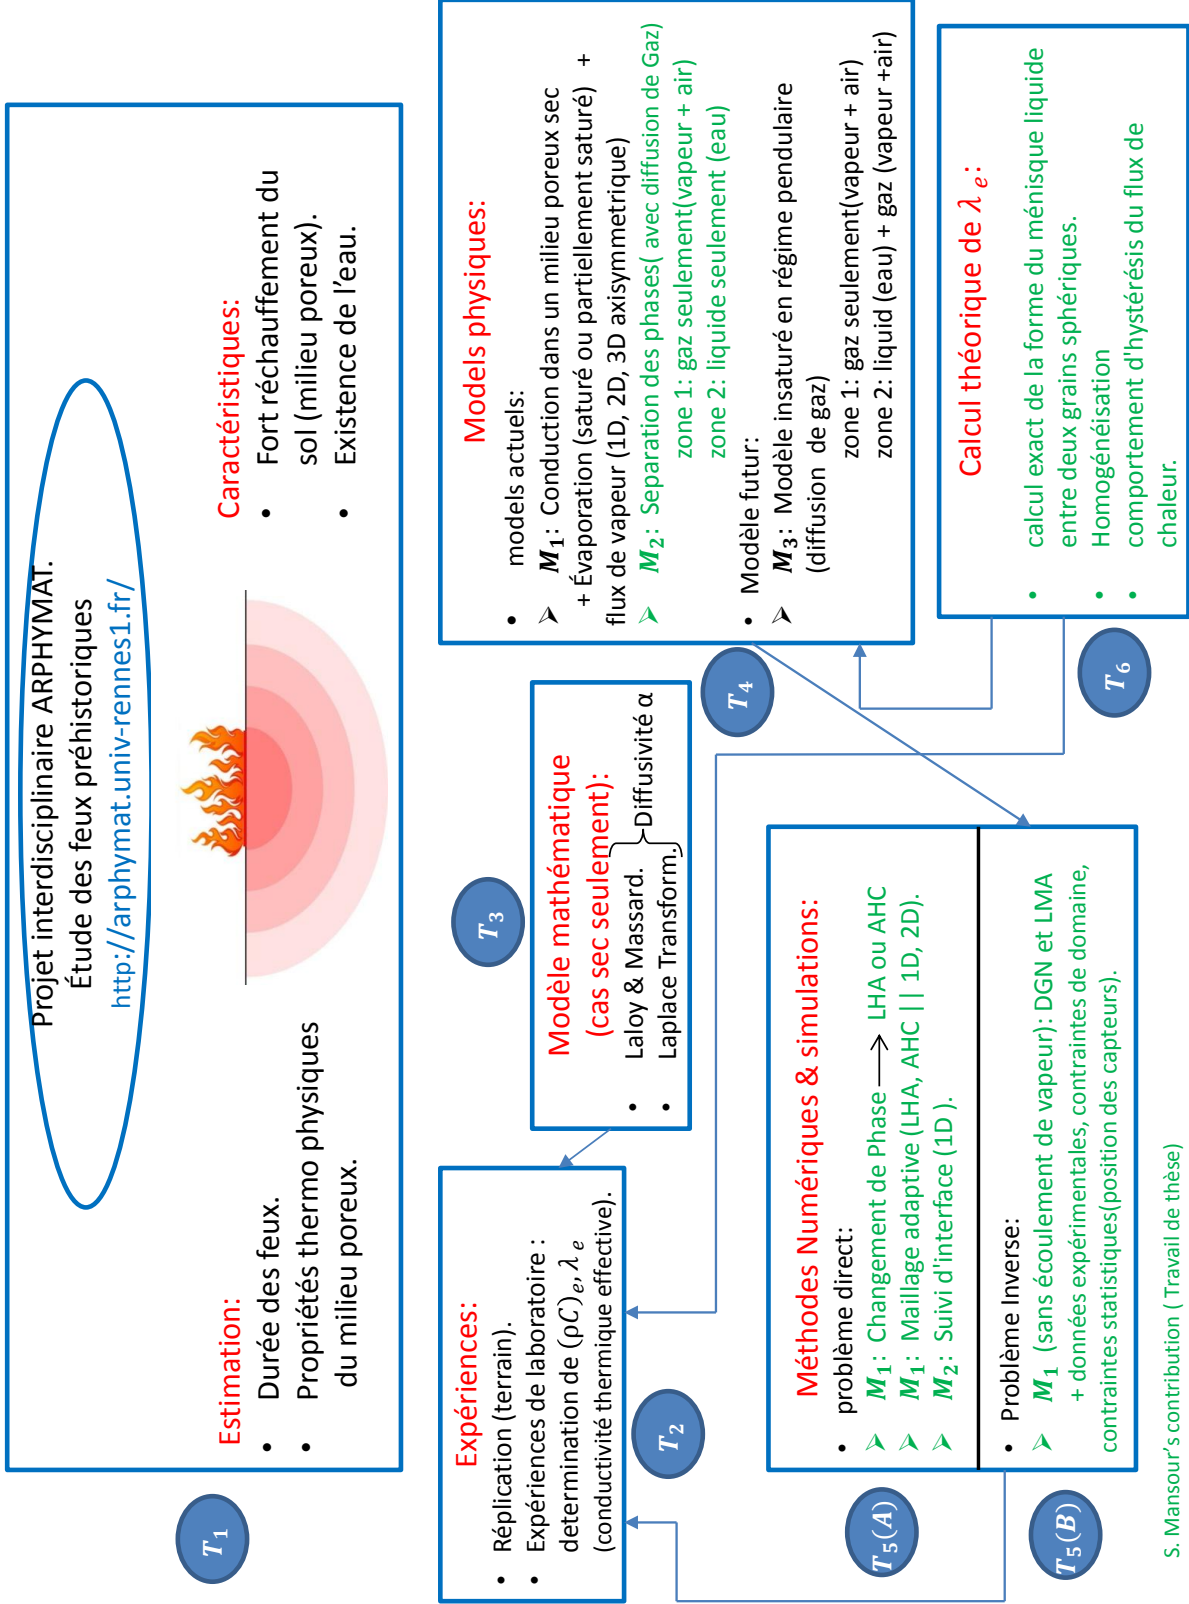 Projet interdisciplinaire ARPHYMAT.
Étude des feux préhistoriques
http://arphymat.univ-rennes1.fr/
T1
Estimation:
• Durée des feux.
• Propriétés thermo physiques
du milieu poreux.
Caractéristiques:
• Fort réchauffement du
sol (milieu poreux).
• Existence de l'eau.
Expériences:
• Réplication (terrain).
• Expériences de laboratoire :
determination de (ρC)e, λ e
(conductivité thermique effective).
T2
T3
Modèle mathématique
(cas sec seulement):
• Laloy & Massard.
• Laplace Transform.
Diffusivité α
T4
Models physiques:
• models actuels:
➢ M1: Conduction dans un milieu poreux sec
+ Évaporation (saturé ou partiellement saturé) +
flux de vapeur (1D, 2D, 3D axisymmetrique)
➢ M2: Separation des phases( avec diffusion de Gaz)
zone 1: gaz seulement(vapeur + air)
zone 2: liquide seulement (eau)
• Modèle futur:
➢ M3: Modèle insaturé en régime pendulaire
(diffusion de gaz)
zone 1: gaz seulement(vapeur + air)
zone 2: liquid (eau) + gaz (vapeur +air)
T5(A)
Méthodes Numériques & simulations:
• problème direct:
➢ M1: Changement de Phase ⟶ LHA ou AHC
➢ M1: Maillage adaptive (LHA, AHC || 1D, 2D).
➢ M2: Suivi d'interface (1D ).
T5(B)
• Problème Inverse:
➢ M1 (sans écoulement de vapeur): DGN et LMA
+ données expérimentales, contraintes de domaine,
contraintes statistiques(position des capteurs).
T6
Calcul théorique de λ e:
• calcul exact de la forme du ménisque liquide
entre deux grains sphériques.
• Homogénéisation
• comportement d'hystérésis du flux de
chaleur.
S. Mansour's contribution ( Travail de thèse)